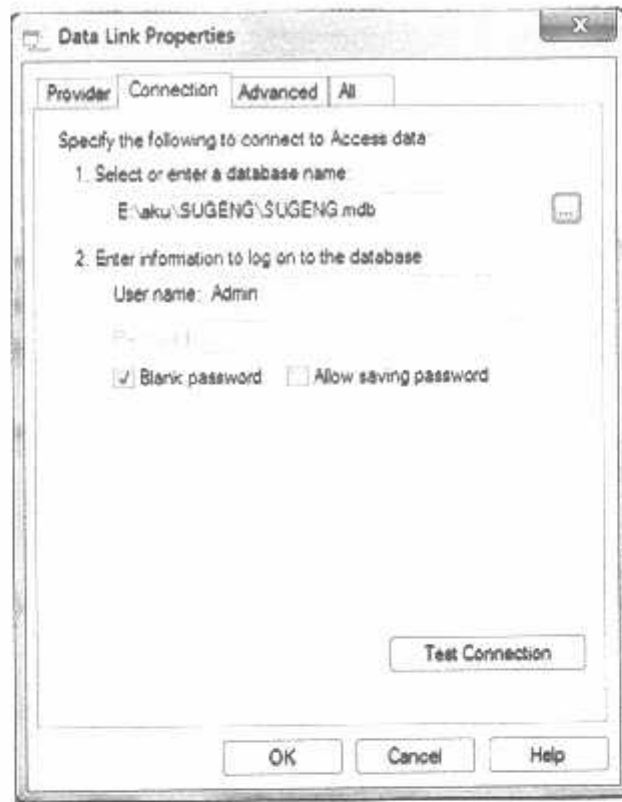 Data Link Properties
X
Provider Connection Advanced All
Specify the following to connect to Access data
1. Select or enter a database name
E:\aku\SUGENG\SUGENG.mdb
...
2. Enter information to log on to the database
User name: Admin
Blank password Allow saving password
Test Connection
OK Cancel Help